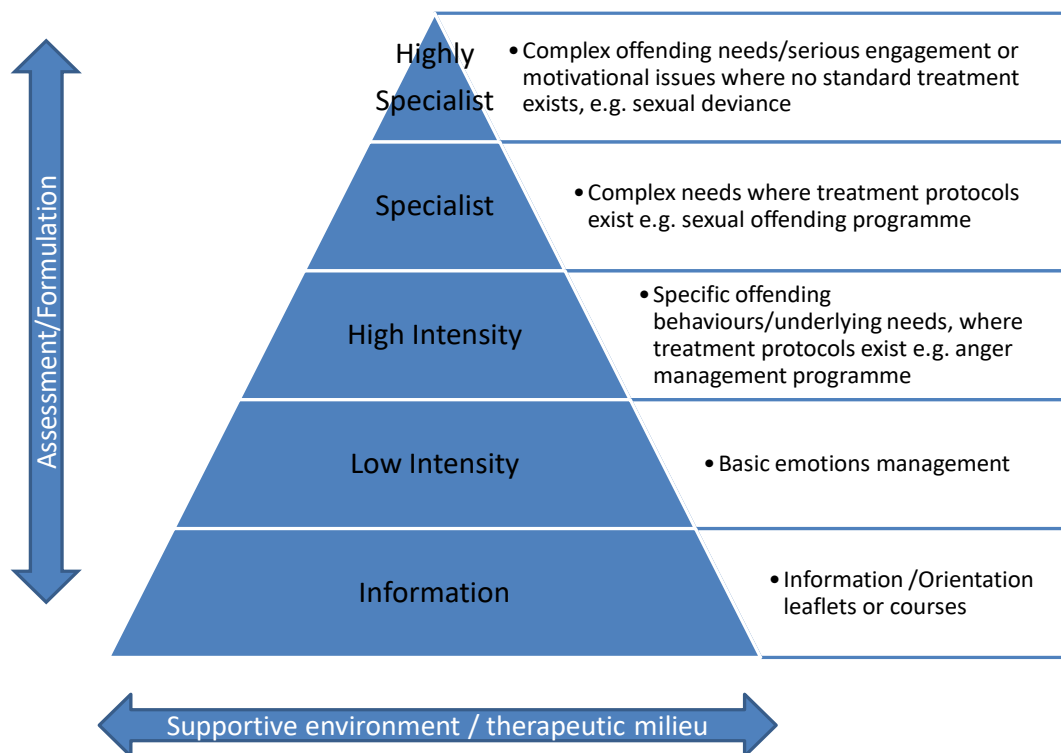 Highly
Specialist
• Complex offending needs/serious engagement or
motivational issues where no standard treatment
exists, e.g. sexual deviance
Specialist
• Complex needs where treatment protocols
exist e.g. sexual offending programme
High Intensity
• Specific offending
behaviours/underlying needs, where
treatment protocols exist e.g. anger
management programme
Low Intensity
• Basic emotions management
Information
• Information /Orientation
leaflets or courses
Assessment/Formulation
Supportive environment / therapeutic milieu